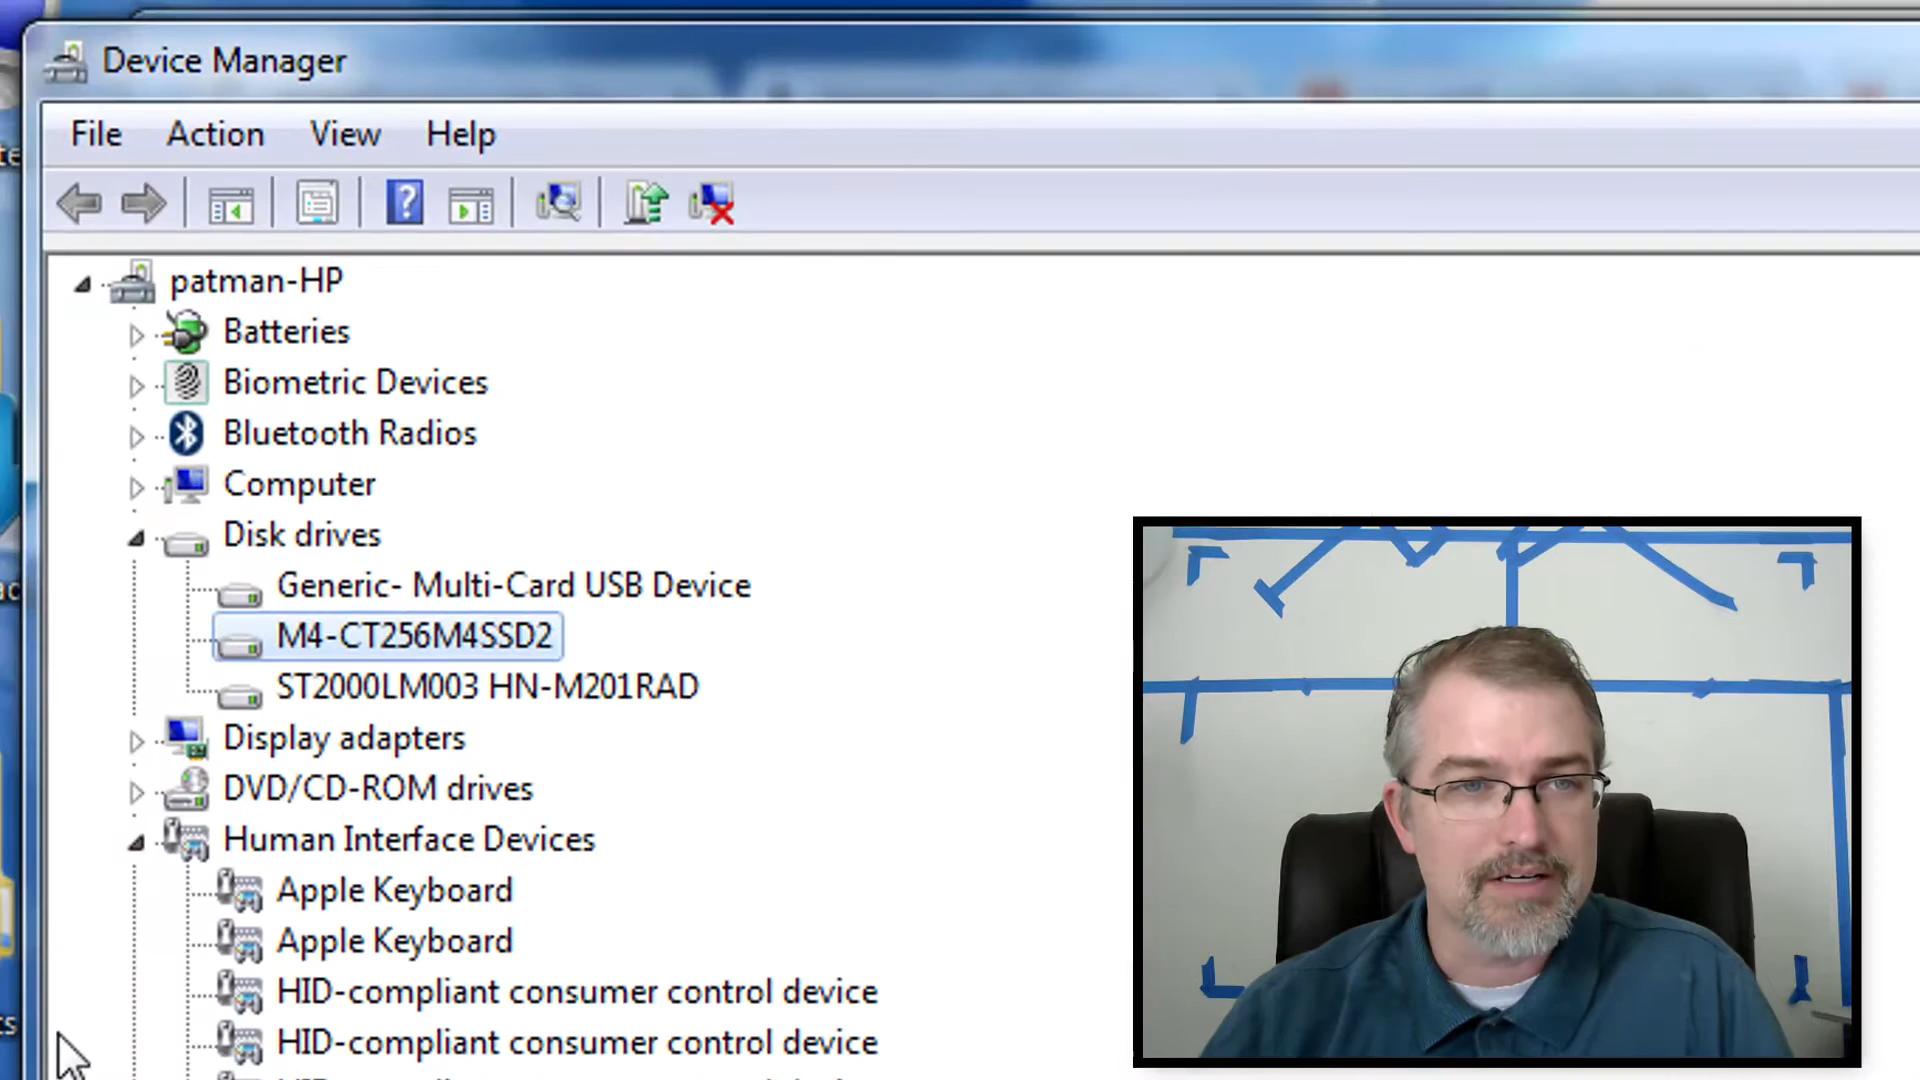 Device Manager
File Action View Help
patman-HP
Batteries
Biometric Devices
Bluetooth Radios
Computer
Disk drives
Generic- Multi-Card USB Device
M4-CT256M4SSD2
ST2000LM003 HN-M201RAD
Display adapters
DVD/CD-ROM drives
Human Interface Devices
Apple Keyboard
Apple Keyboard
HID-compliant consumer control device
HID-compliant consumer control device